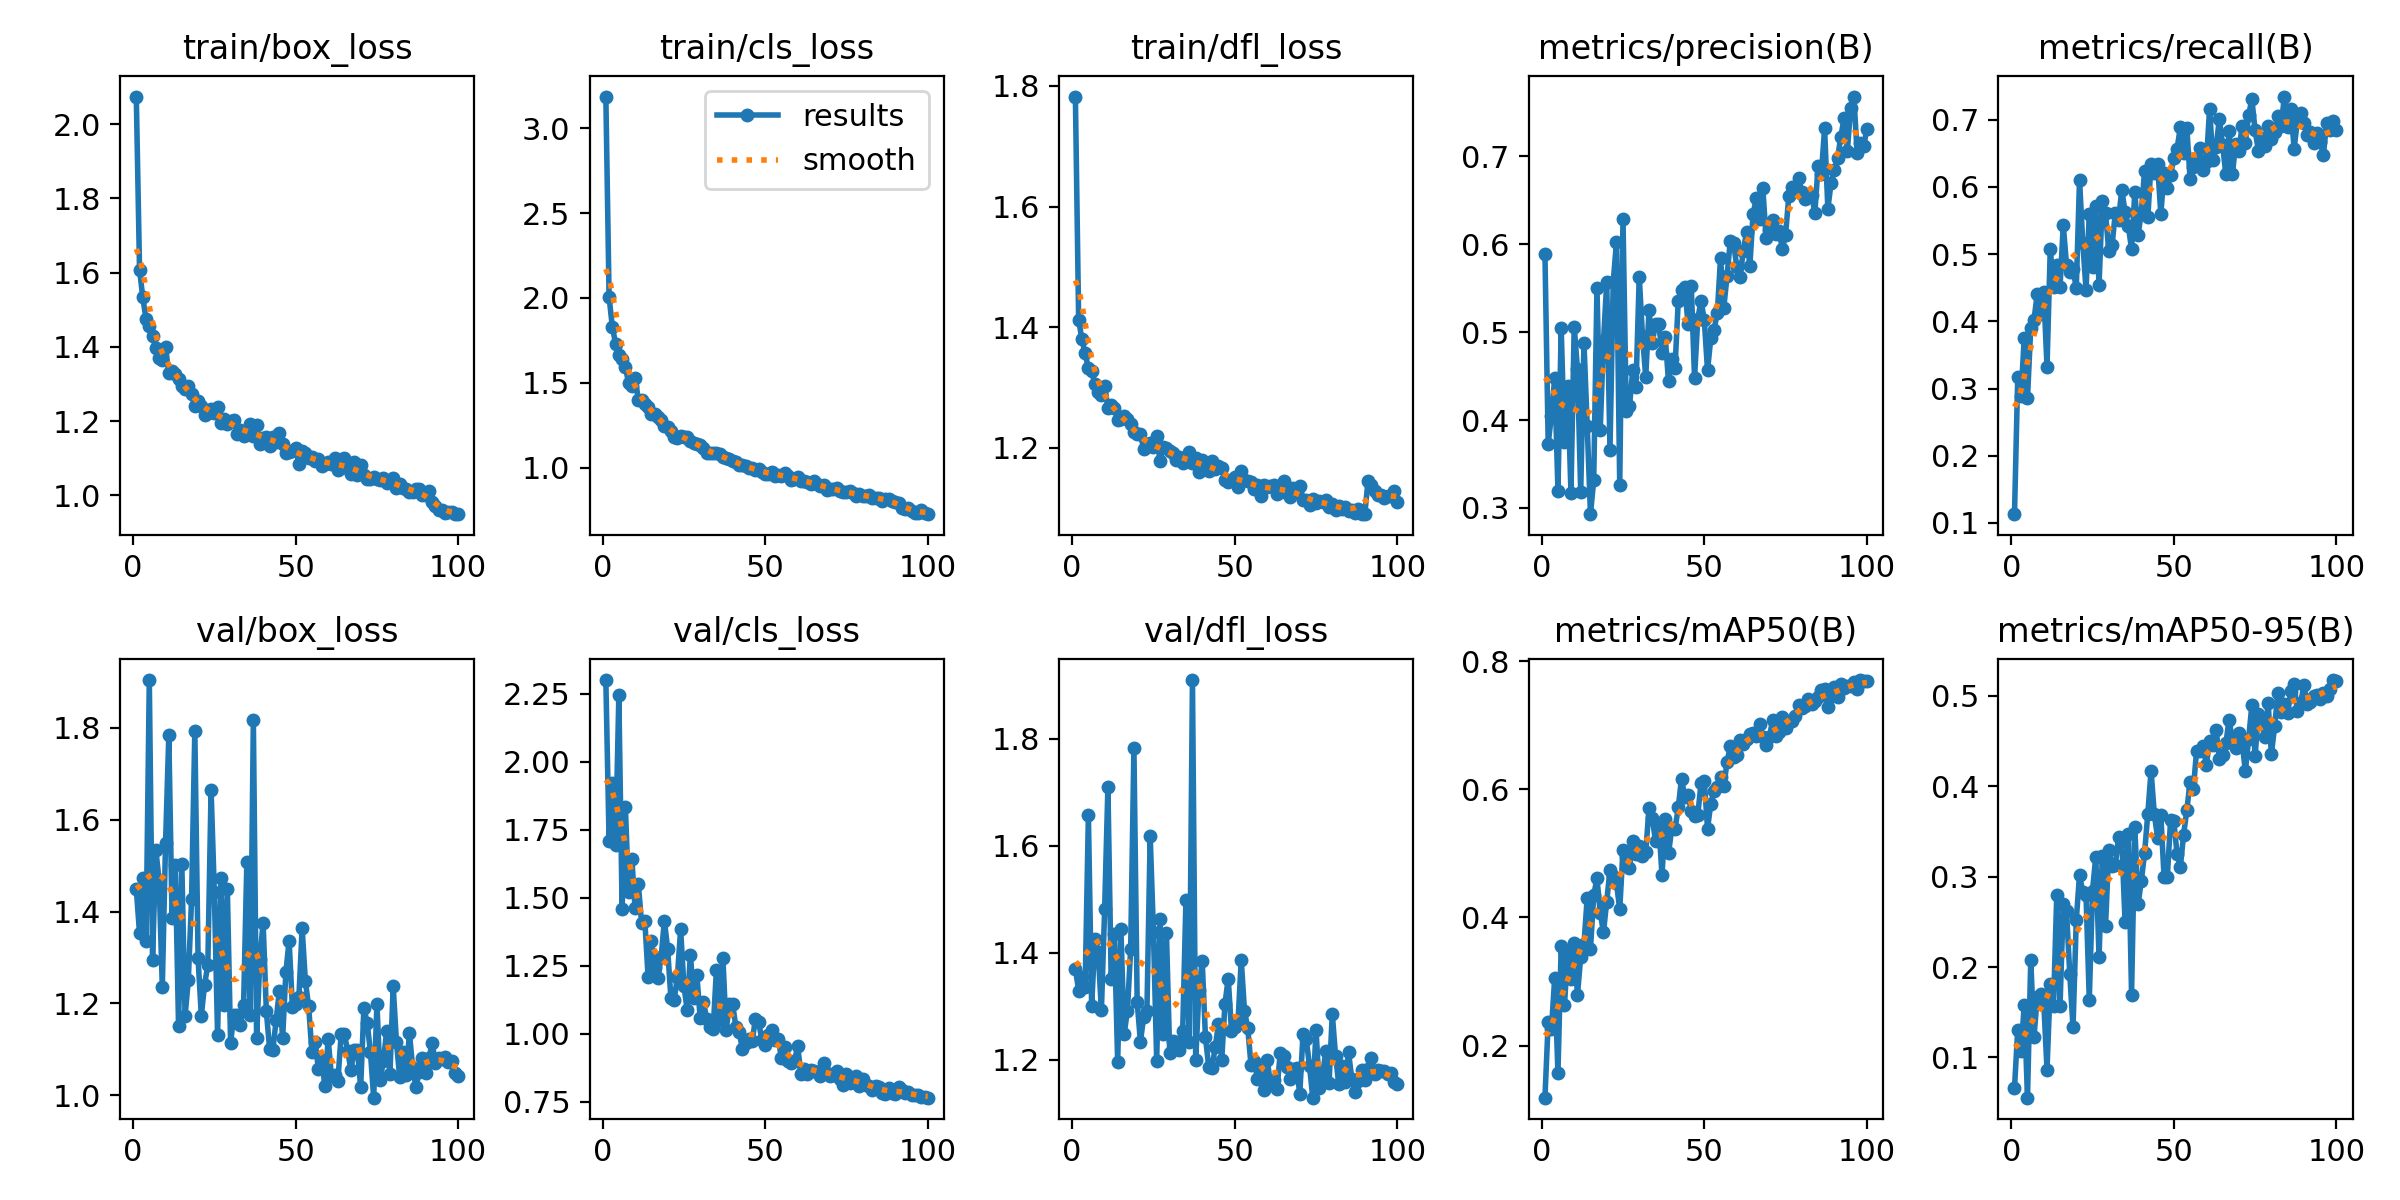 train/box_loss
2.0
1.8
1.6
1.4
1.2
1.0
0 50 100
train/cls_loss
results
smooth
3.0
2.5
2.0
1.5
1.0
0 50 100
train/dfl_loss
1.8
1.6
1.4
1.2
0 50 100
metrics/precision(B)
0.7
0.6
0.5
0.4
0.3
0 50 100
metrics/recall(B)
0.7
0.6
0.5
0.4
0.3
0.2
0.1
0 50 100
val/box_loss
1.8
1.6
1.4
1.2
1.0
0 50 100
val/cls_loss
2.25
2.00
1.75
1.50
1.25
1.00
0.75
0 50 100
val/dfl_loss
1.8
1.6
1.4
1.2
0 50 100
metrics/mAP50(B)
0.8
0.6
0.4
0.2
0 50 100
metrics/mAP50-95(B)
0.5
0.4
0.3
0.2
0.1
0 50 100